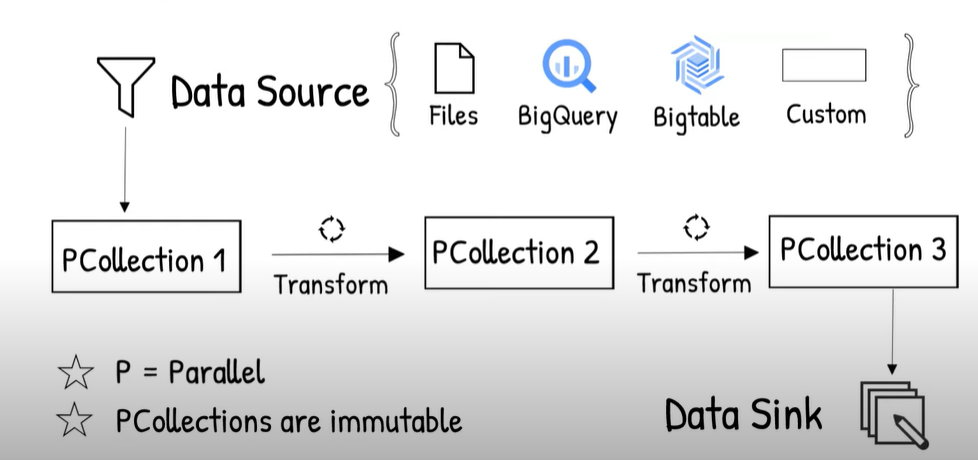 Data Source
Files
BigQuery
Bigtable
Custom
PCollection 1
Transform
PCollection 2
Transform
PCollection 3
☆ P = Parallel
☆ PCollections are immutable
Data Sink